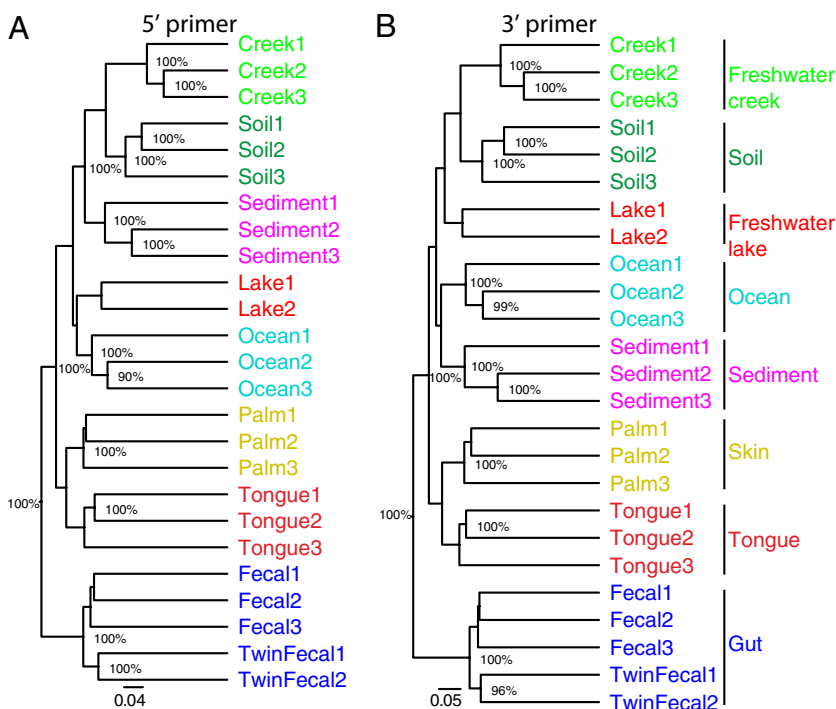 A
5’ primer
Creek1
100%
Creek2
100%
Creek3
Soil1
100%
Soil2
100%
100%
Soil3
Sediment1
100%
Sediment2
100%
Sediment3
Lake1
Lake2
Ocean1
100%
Ocean2
100%
90%
Ocean3
Palm1
Palm2
100%
Palm3
Tongue1
100%
Tongue2
100%
Tongue3
Fecal1
Fecal2
Fecal3
100%
TwinFecal1
100%
TwinFecal2
0.04
B
3’ primer
Creek1
100%
Creek2
100%
Creek3
Freshwater
creek
Soil1
100%
Soil2
100%
Soil3
Soil
Lake1
Lake2
Freshwater
lake
Ocean1
100%
Ocean2
99%
Ocean3
Ocean
Sediment1
100%
Sediment2
100%
100%
Sediment3
Sediment
Palm1
Palm2
100%
Palm3
Skin
Tongue1
100%
Tongue2
100%
Tongue3
Tongue
Fecal1
Fecal2
Fecal3
100%
TwinFecal1
96%
TwinFecal2
Gut
0.05